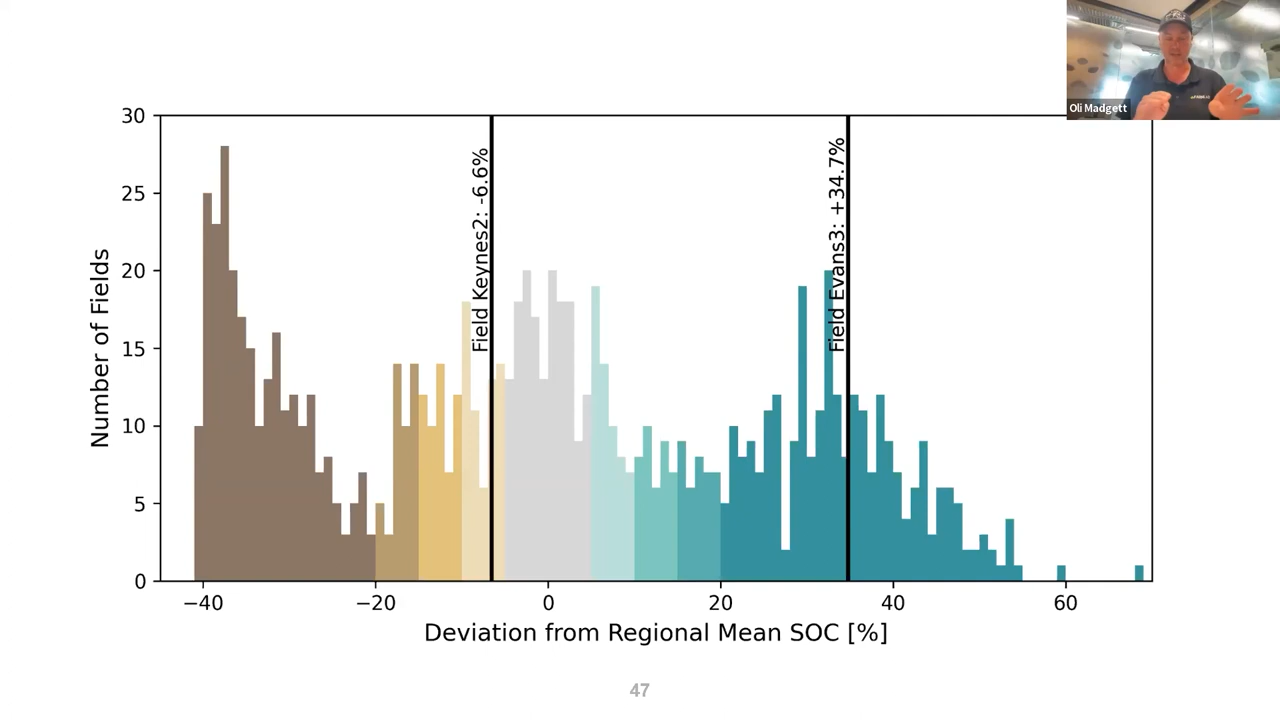 Oli Madgett
30
25
20
15
10
5
0
Number of Fields
Field Keynes2: -6.6%
Field Evans3: +34.7%
−40
−20
0
20
40
60
Deviation from Regional Mean SOC [%]
47